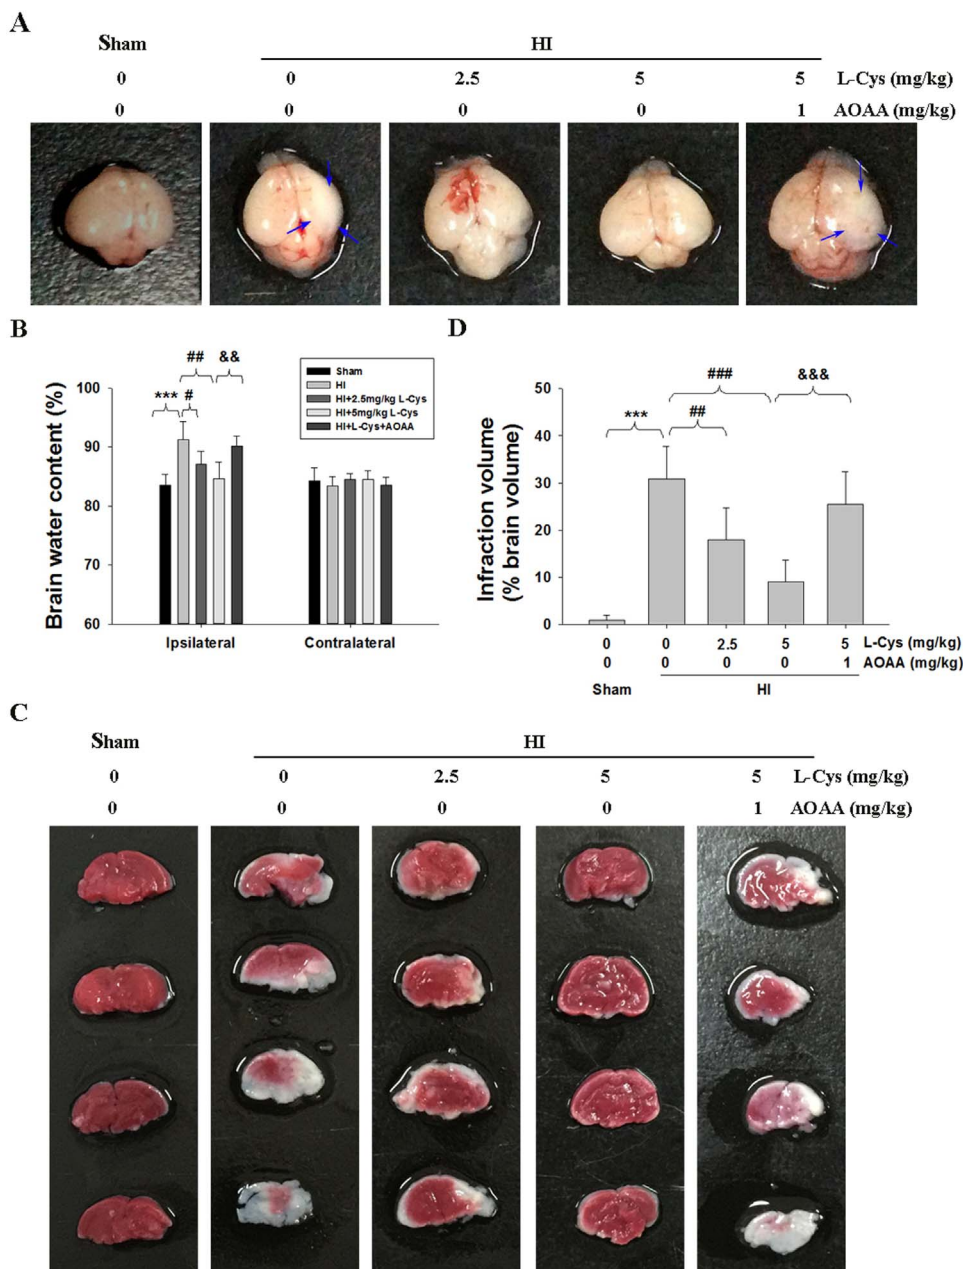 A
Sham HI
0 0 2.5 5 5 L-Cys (mg/kg)
0 0 0 0 1 AOAA (mg/kg)
B
D
## &&
*** #
Brain water content (%)
100
90
80
70
60
Sham
HI
HI+2.5mg/kg L-Cys
HI+5mg/kg L-Cys
HI+L-Cys+AOAA
Ipsilateral Contralateral
### &&&
*** ##
Infraction volume
(% brain volume)
50
40
30
20
10
0
0 0 2.5 5 5 L-Cys (mg/kg)
0 0 0 0 1 AOAA (mg/kg)
Sham HI
C
Sham HI
0 0 2.5 5 5 L-Cys (mg/kg)
0 0 0 0 1 AOAA (mg/kg)